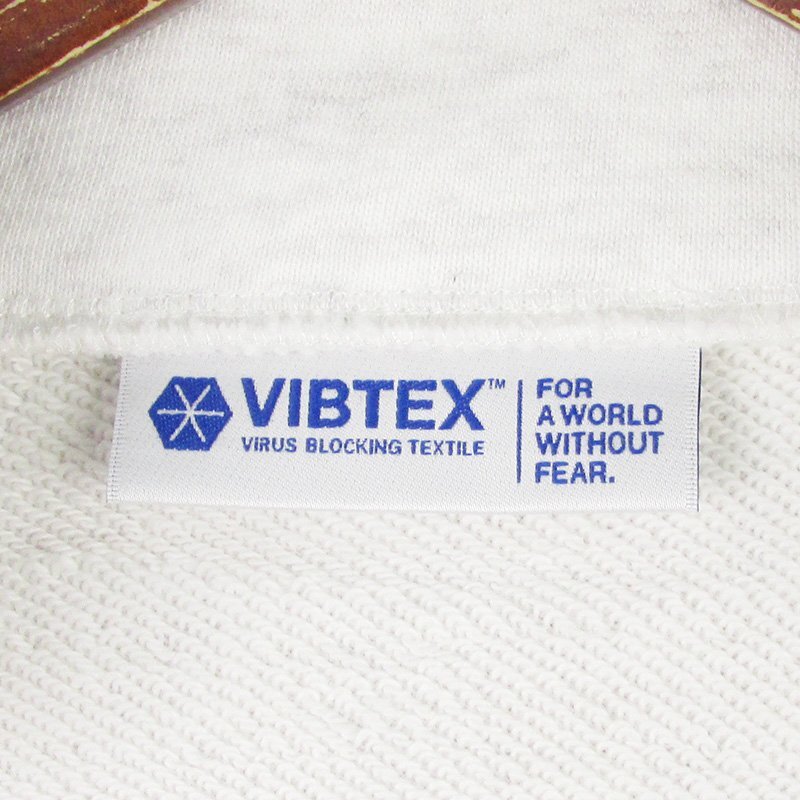 VIBTEX™
VIRUS BLOCKING TEXTILE
FOR
A WORLD
WITHOUT
FEAR.